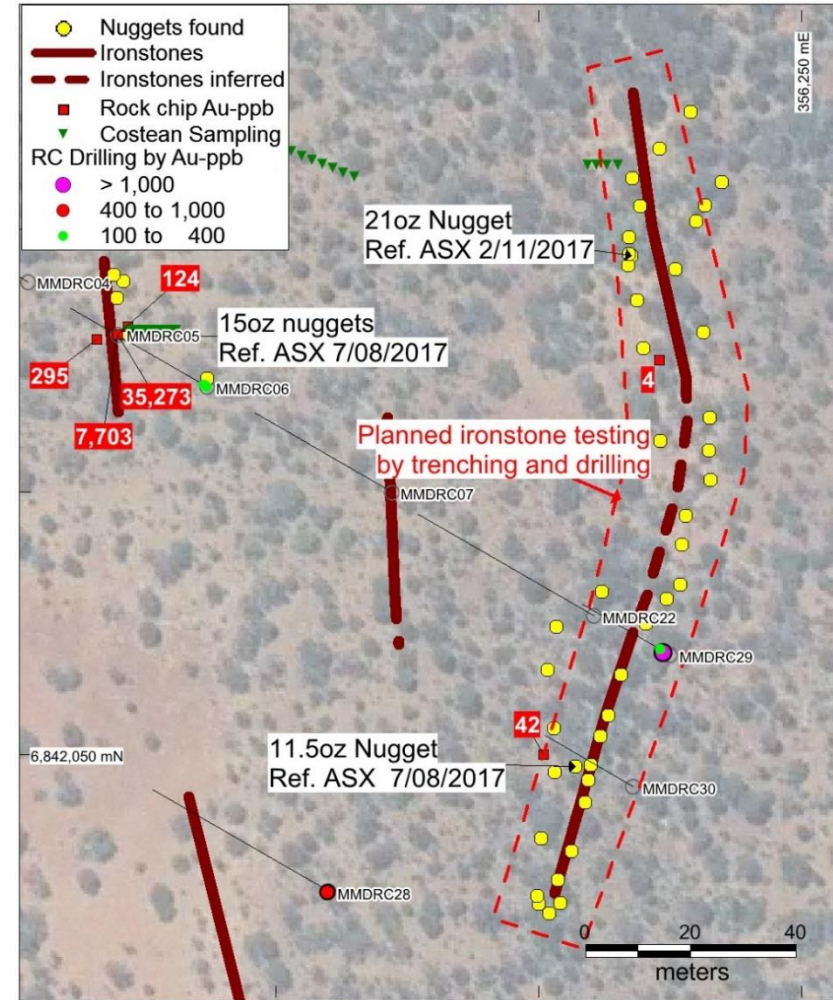 Nuggets found
Ironstones
Ironstones inferred
Rock chip Au-ppb
Costean Sampling
RC Drilling by Au-ppb
> 1,000
400 to 1,000
100 to 400
356,250 mE
21oz Nugget
Ref. ASX 2/11/2017
MMDRC04
124
15oz nuggets
Ref. ASX 7/08/2017
MMDRC05
295
35,273
MMDRC06
7,703
4
Planned ironstone testing
by trenching and drilling
MMDRC07
MMDRC22
MMDRC29
42
6,842,050 mN
11.5oz Nugget
Ref. ASX 7/08/2017
MMDRC30
MMDRC28
0 20 40
meters